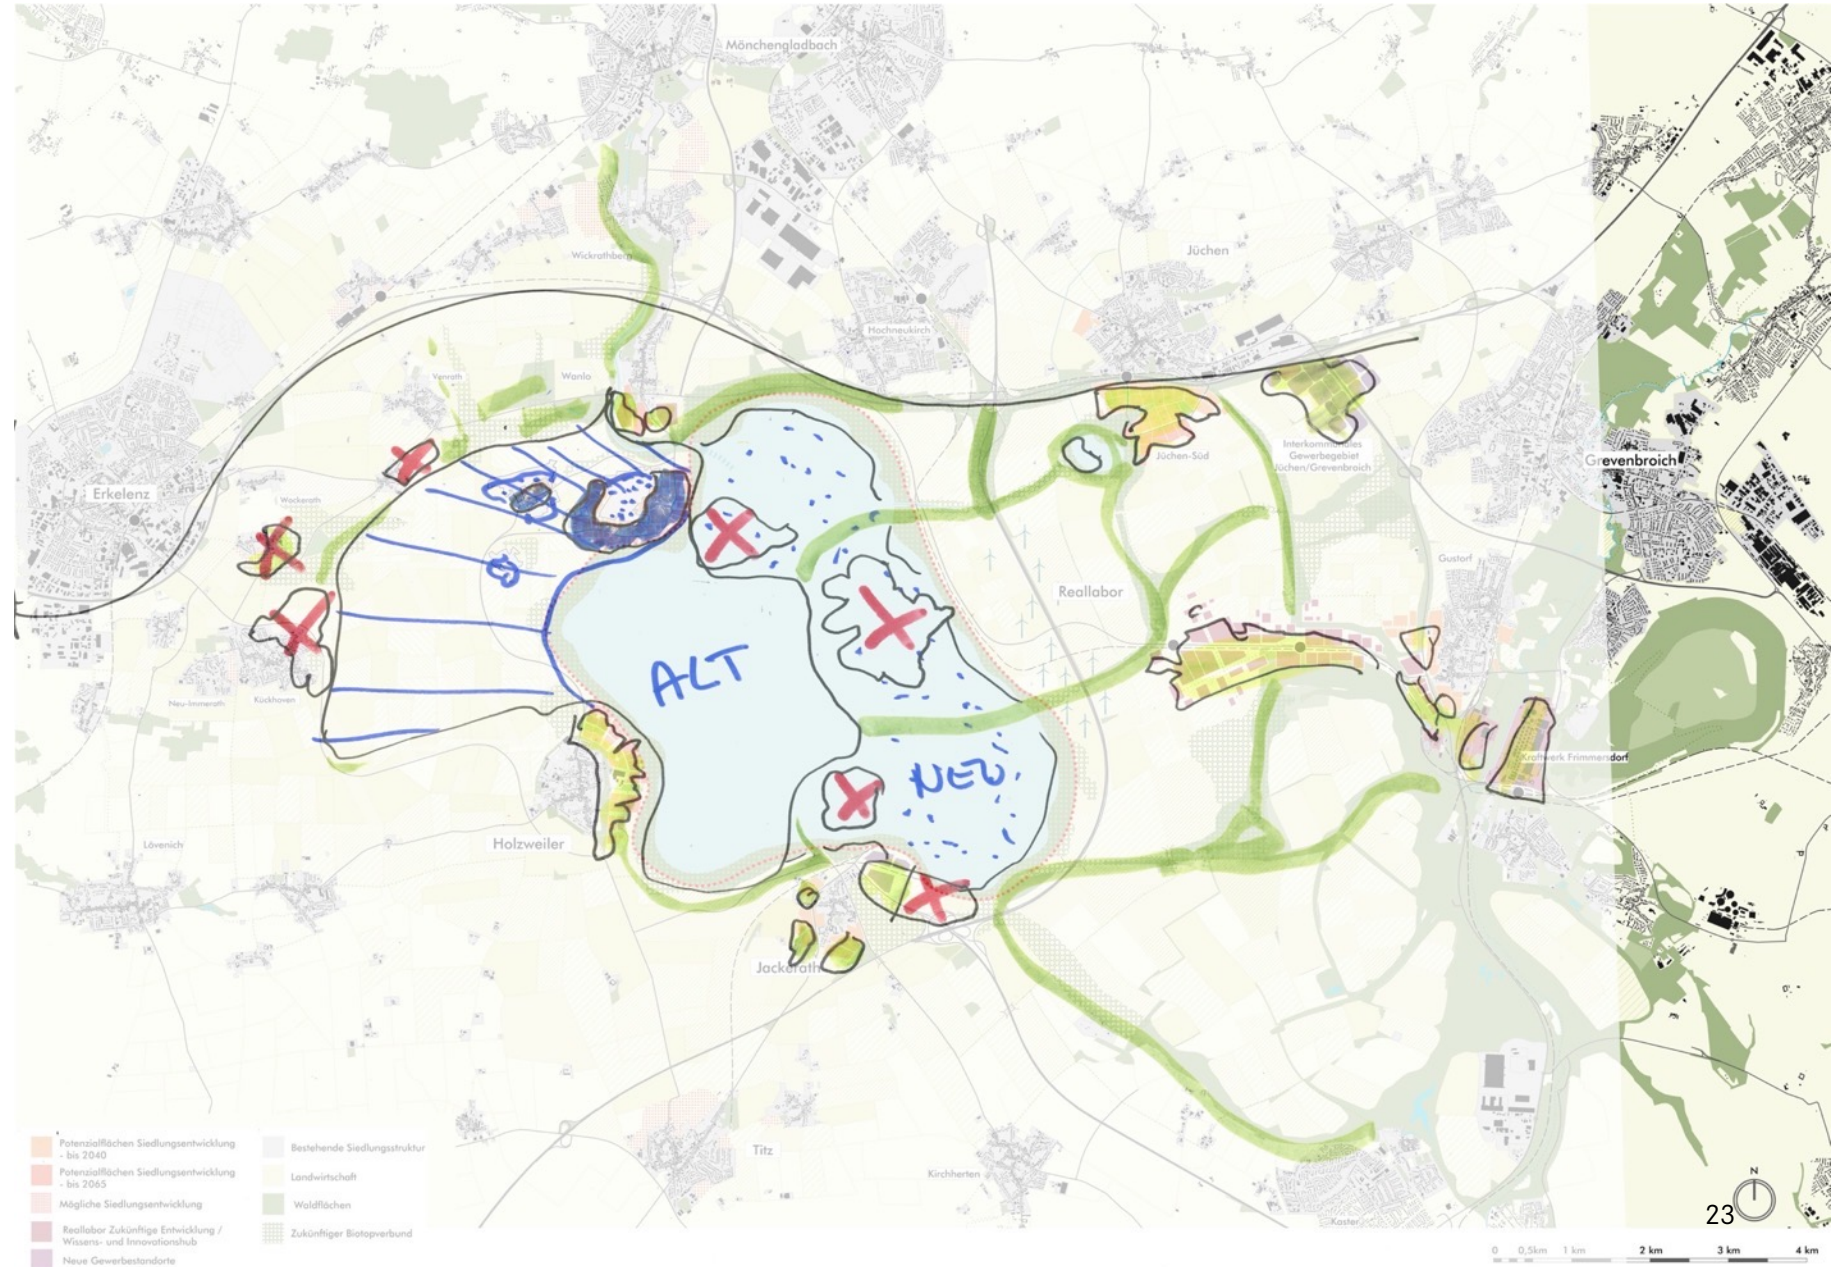 Mönchengladbach
Wickrathberg
Jüchen
Hochneukirch
Venrath
Wanlo
Jüchen-Süd
Interkommunales
Gewerbegebiet
Jüchen/Grevenbroich
Grevenbroich
Erkelenz
Wockerath
Gustorf
Reallabor
ALT
Neu-Immerath
Kückhoven
NEU
Kraftwerk Frimmersdorf
Holzweiler
Lövenich
Jackerath
Titz
Kirchherten
Kaster
Potenzialflächen Siedlungsentwicklung
- bis 2040
Potenzialflächen Siedlungsentwicklung
- bis 2065
Mögliche Siedlungsentwicklung
Reallabor Zukünftige Entwicklung /
Wissens- und Innovationshub
Neue Gewerbestandorte
Bestehende Siedlungsstruktur
Landwirtschaft
Waldflächen
Zukünftiger Biotopverbund
N
23
0 0,5km 1 km 2 km 3 km 4 km